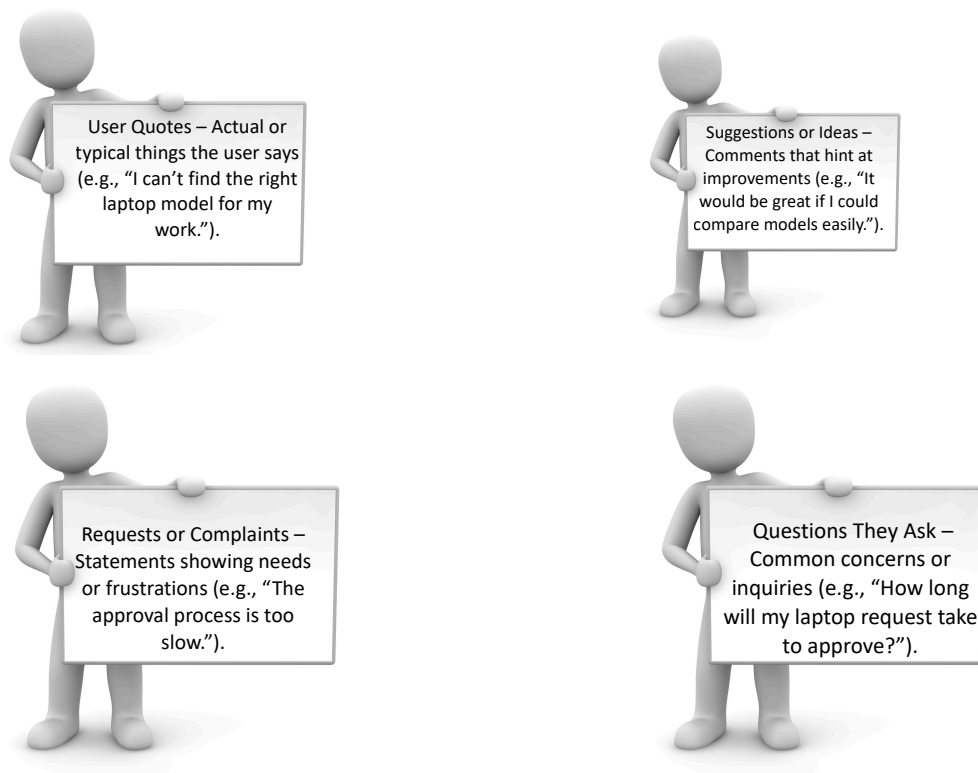 User Quotes – Actual or
typical things the user says
(e.g., “I can’t find the right
laptop model for my
work.”).
Suggestions or Ideas –
Comments that hint at
improvements (e.g., “It
would be great if I could
compare models easily.”).
Requests or Complaints –
Statements showing needs
or frustrations (e.g., “The
approval process is too
slow.”).
Questions They Ask –
Common concerns or
inquiries (e.g., “How long
will my laptop request take
to approve?”).